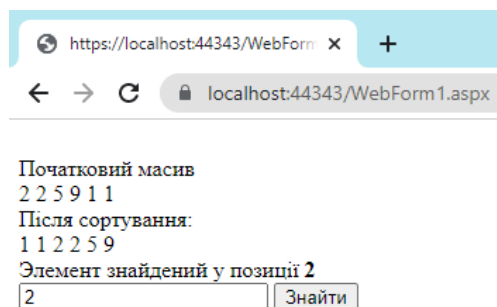 https://localhost:44343/WebForm
localhost:44343/WebForm1.aspx
Початковий масив
2 2 5 9 1 1
Після сортування:
1 1 2 2 5 9
Элемент знайдений у позиції 2
2 Знайти